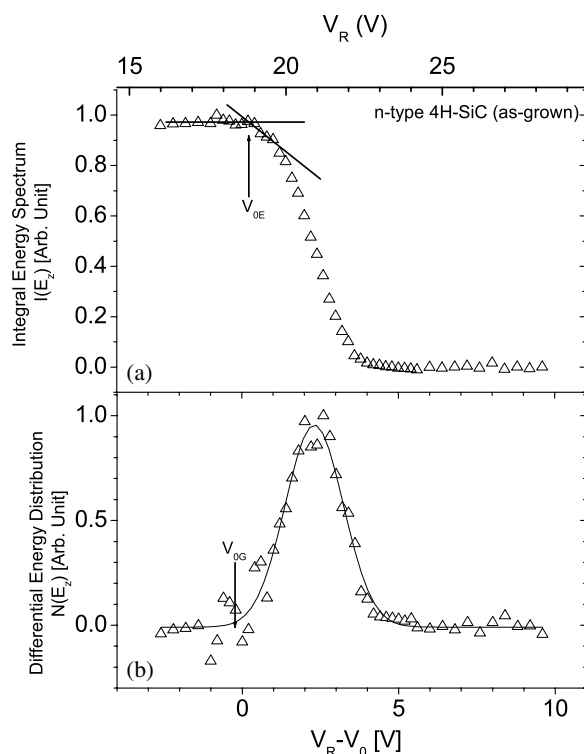 V_R (V)
15 20 25
n-type 4H-SiC (as-grown)
Integral Energy Spectrum
I(E_z) [Arb. Unit]
1.0
0.8
0.6
0.4
0.2
0.0
V_0E
(a)
Differential Energy Distribution
N(E_z) [Arb. Unit]
1.0
0.5
0.0
V_0G
(b)
0 5 10
V_R-V_0 [V]